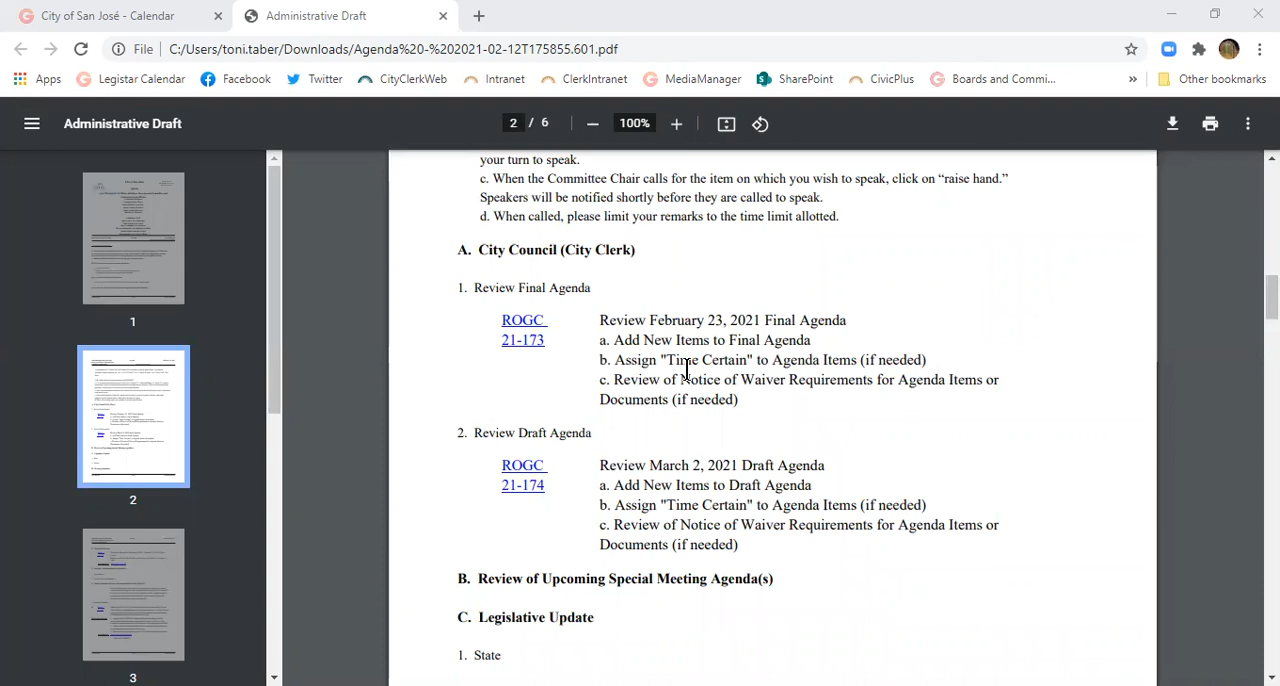 City of San José - Calendar
Administrative Draft
File
C:/Users/toni.taber/Downloads/Agenda%20-%202021-02-12T175855.601.pdf
Apps
Legistar Calendar
Facebook
Twitter
CityClerkWeb
Intranet
ClerkIntranet
MediaManager
SharePoint
CivicPlus
Boards and Commi...
»
Other bookmarks
Administrative Draft
2 / 6
100%
your turn to speak.
c. When the Committee Chair calls for the item on which you wish to speak, click on “raise hand.”
Speakers will be notified shortly before they are called to speak.
d. When called, please limit your remarks to the time limit allotted.
A. City Council (City Clerk)
1. Review Final Agenda
ROGC
21-173
Review February 23, 2021 Final Agenda
a. Add New Items to Final Agenda
b. Assign "Time Certain" to Agenda Items (if needed)
c. Review of Notice of Waiver Requirements for Agenda Items or
Documents (if needed)
2. Review Draft Agenda
ROGC
21-174
Review March 2, 2021 Draft Agenda
a. Add New Items to Draft Agenda
b. Assign "Time Certain" to Agenda Items (if needed)
c. Review of Notice of Waiver Requirements for Agenda Items or
Documents (if needed)
B. Review of Upcoming Special Meeting Agenda(s)
C. Legislative Update
1. State
1
2
3